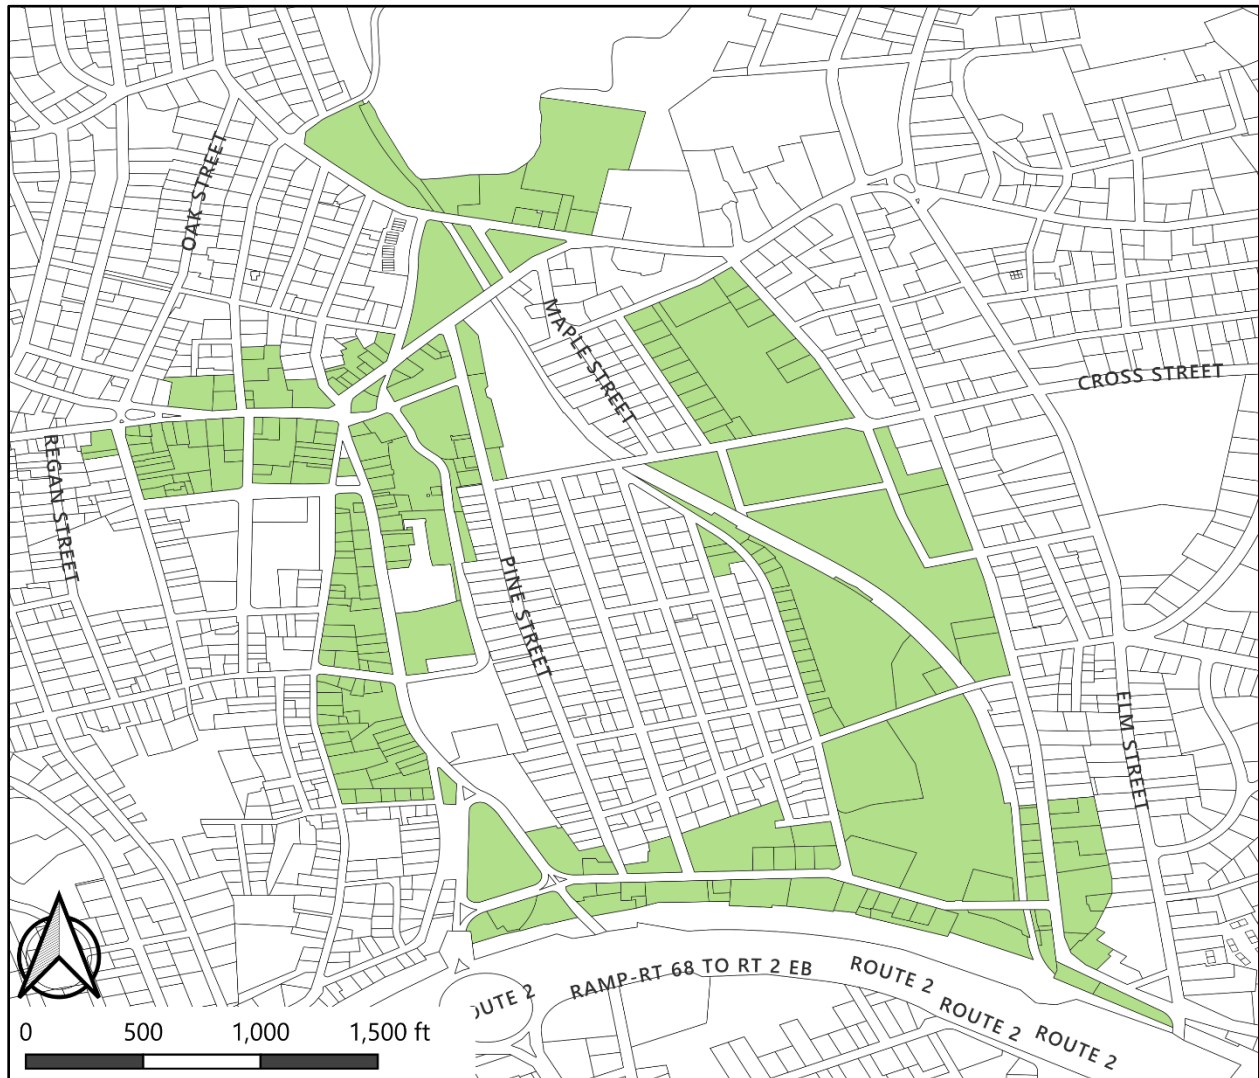 OAK STREET
MAPLE STREET
CROSS STREET
REGAN STREET
PINE STREET
ELM STREET
OUTE 2
RAMP-RT 68 TO RT 2 EB
ROUTE 2
ROUTE 2
ROUTE 2
0 500 1,000 1,500 ft